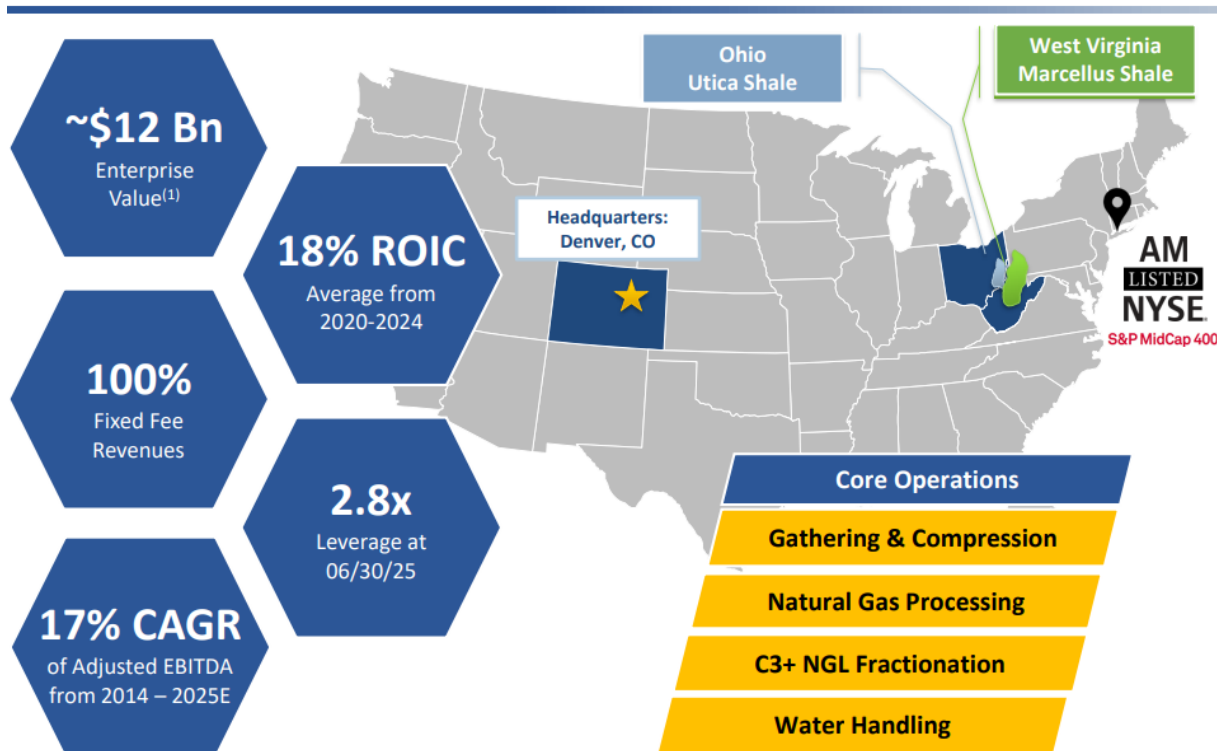 ~$12 Bn
Enterprise
Value(1)
18% ROIC
Average from
2020-2024
100%
Fixed Fee
Revenues
2.8x
Leverage at
06/30/25
17% CAGR
of Adjusted EBITDA
from 2014 – 2025E
Ohio
Utica Shale
West Virginia
Marcellus Shale
Headquarters:
Denver, CO
AM
LISTED
NYSE®
S&P MidCap 400
Core Operations
Gathering & Compression
Natural Gas Processing
C3+ NGL Fractionation
Water Handling